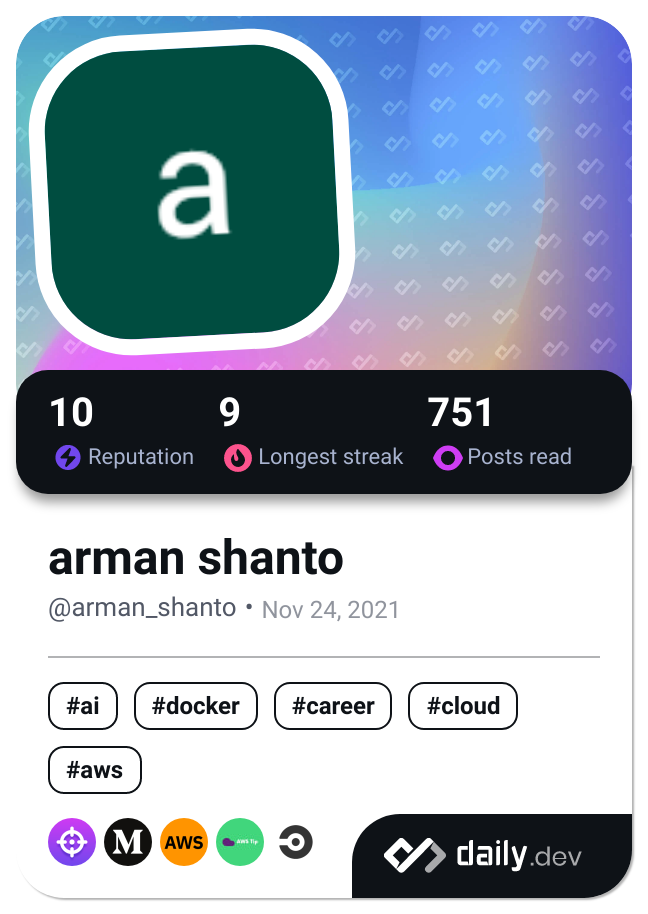 a
10 9 751
Reputation Longest streak Posts read
arman shanto
@arman_shanto • Nov 24, 2021
#ai #docker #career #cloud
#aws
M AWS AWS Tip
daily.dev